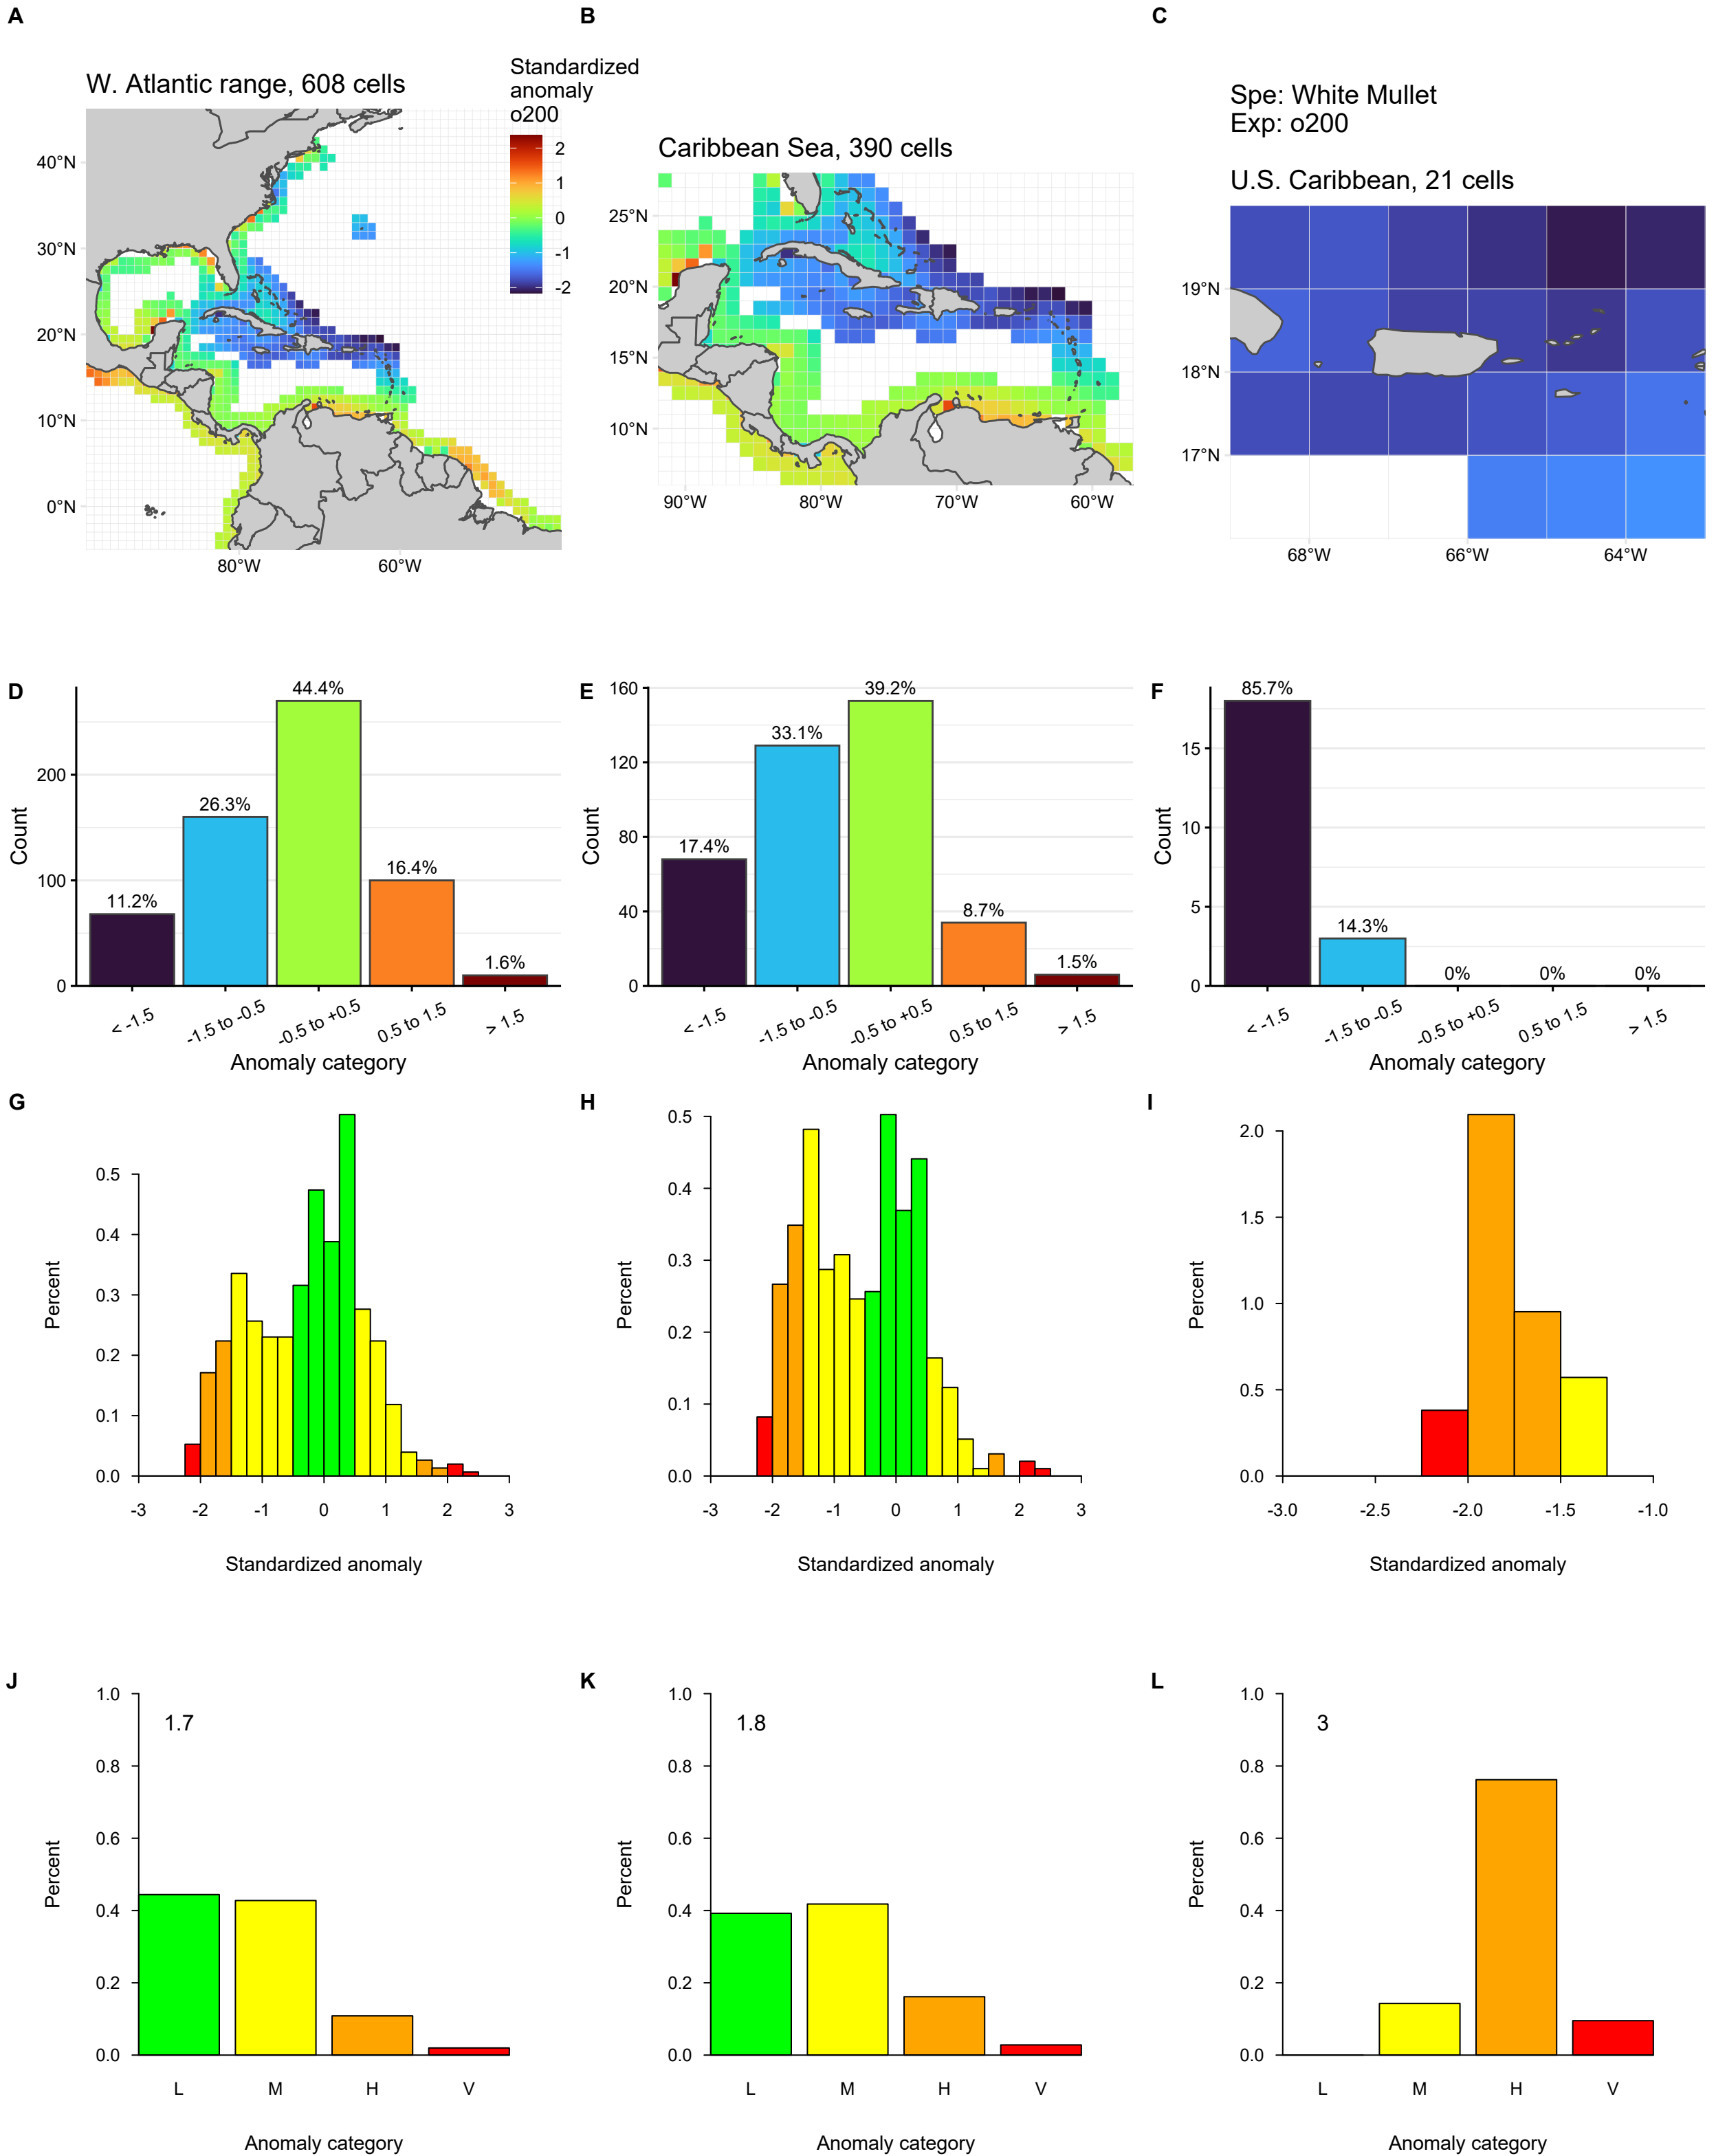 A
B
C
W. Atlantic range, 608 cells
Standardized
anomaly
o200
2
1
0
-1
-2
40°N
30°N
20°N
10°N
0°N
80°W
60°W
Caribbean Sea, 390 cells
25°N
20°N
15°N
10°N
90°W
80°W
70°W
60°W
Spe: White Mullet
Exp: o200
U.S. Caribbean, 21 cells
19°N
18°N
17°N
68°W
66°W
64°W
D
Count
200
100
0
11.2%
26.3%
44.4%
16.4%
1.6%
< -1.5
-1.5 to -0.5
-0.5 to +0.5
0.5 to 1.5
> 1.5
Anomaly category
E
Count
160
120
80
40
0
17.4%
33.1%
39.2%
8.7%
1.5%
< -1.5
-1.5 to -0.5
-0.5 to +0.5
0.5 to 1.5
> 1.5
Anomaly category
F
Count
15
10
5
0
85.7%
14.3%
0%
0%
0%
< -1.5
-1.5 to -0.5
-0.5 to +0.5
0.5 to 1.5
> 1.5
Anomaly category
G
Percent
0.5
0.4
0.3
0.2
0.1
0.0
-3
-2
-1
0
1
2
3
Standardized anomaly
H
Percent
0.5
0.4
0.3
0.2
0.1
0.0
-3
-2
-1
0
1
2
3
Standardized anomaly
I
Percent
2.0
1.5
1.0
0.5
0.0
-3.0
-2.5
-2.0
-1.5
-1.0
Standardized anomaly
J
Percent
1.0
0.8
0.6
0.4
0.2
0.0
1.7
L
M
H
V
Anomaly category
K
Percent
1.0
0.8
0.6
0.4
0.2
0.0
1.8
L
M
H
V
Anomaly category
L
Percent
1.0
0.8
0.6
0.4
0.2
0.0
3
L
M
H
V
Anomaly category